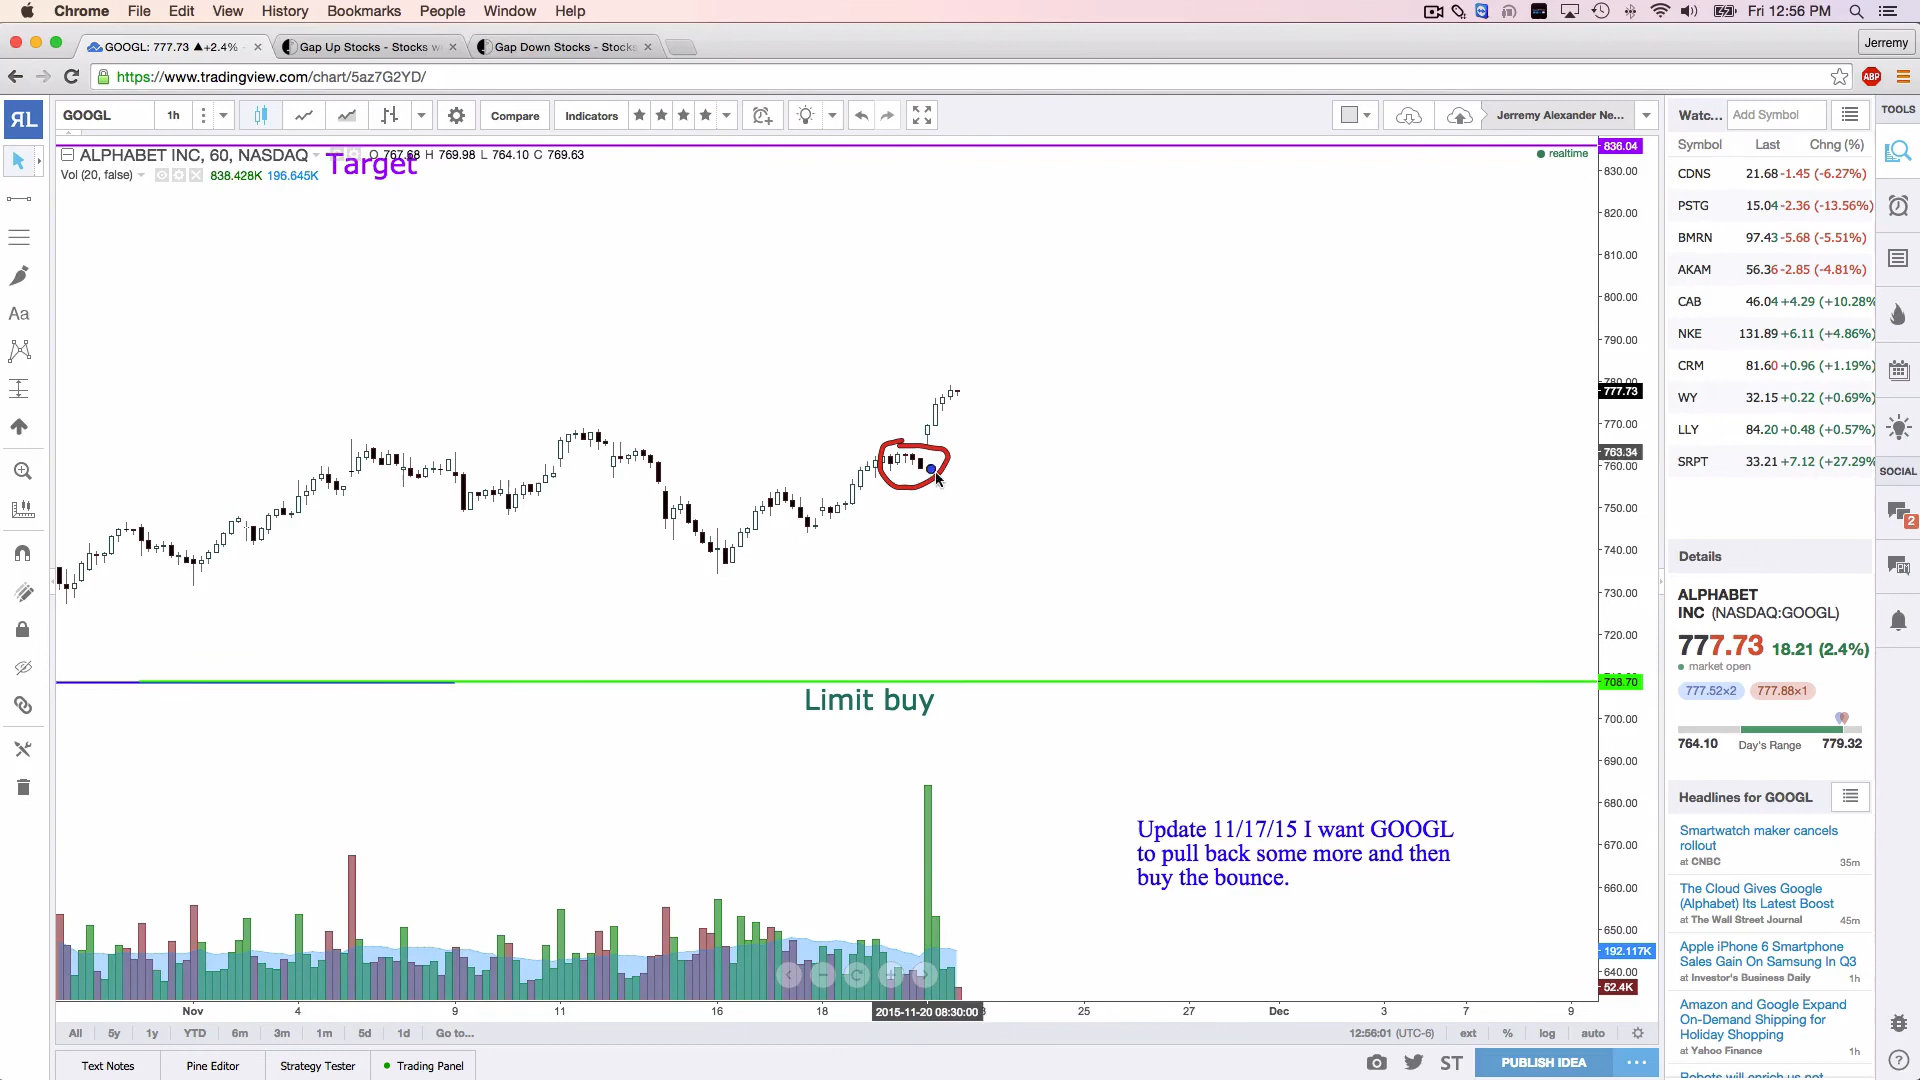 Chrome File Edit View History Bookmarks People Window Help Fri 12:56 PM
GOOGL: 777.73 ▲+2.4% Gap Up Stocks - Stocks w Gap Down Stocks - Stocks Jerremy
https://www.tradingview.com/chart/5az7G2YD/ ABP
GOOGL 1h Compare Indicators Jerremy Alexander Ne...
ALPHABET INC, 60, NASDAQ O 767.68 H 769.98 L 764.10 C 769.63
Target
realtime
Vol (20, false) 838.428K 196.645K
836.04
830.00
820.00
810.00
800.00
790.00
780.00
777.73
770.00
763.34
760.00
750.00
740.00
730.00
720.00
708.70
700.00
690.00
680.00
670.00
660.00
650.00
192.117K
640.00
52.4K
Limit buy
Update 11/17/15 I want GOOGL
to pull back some more and then
buy the bounce.
Nov 4 9 11 16 18 2015-11-20 08:30:00 25 27 Dec 3 7 9
All 5y 1y YTD 6m 3m 1m 5d 1d Go to... 12:56:01 (UTC-6) ext % log auto
Text Notes Pine Editor Strategy Tester Trading Panel ST PUBLISH IDEA
Watc... Add Symbol
Symbol Last Chng (%)
CDNS 21.68 -1.45 (-6.27%)
PSTG 15.04 -2.36 (-13.56%)
BMRN 97.43 -5.68 (-5.51%)
AKAM 56.36 -2.85 (-4.81%)
CAB 46.04 +4.29 (+10.28%
NKE 131.89 +6.11 (+4.86%)
CRM 81.60 +0.96 (+1.19%)
WY 32.15 +0.22 (+0.69%)
LLY 84.20 +0.48 (+0.57%)
SRPT 33.21 +7.12 (+27.29%
Details
ALPHABET
INC (NASDAQ:GOOGL)
777.73 18.21 (2.4%)
market open
777.52×2 777.88×1
764.10 Day's Range 779.32
Headlines for GOOGL
Smartwatch maker cancels
rollout
at CNBC 35m
The Cloud Gives Google
(Alphabet) Its Latest Boost
at The Wall Street Journal 45m
Apple iPhone 6 Smartphone
Sales Gain On Samsung In Q3
at Investor's Business Daily 1h
Amazon and Google Expand
On-Demand Shipping for
Holiday Shopping
at Yahoo Finance 1h
Robots will enrich us not
TOOLS
SOCIAL
2
PM